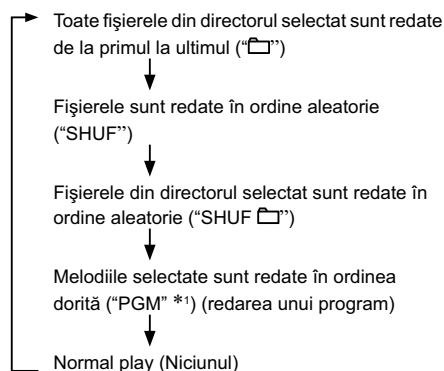 Toate fişierele din directorul selectat sunt redate
de la primul la ultimul (“🗀”)
Fişierele sunt redate în ordine aleatorie
(“SHUF”)
Fişierele din directorul selectat sunt redate în
ordine aleatorie (“SHUF 🗀”)
Melodiile selectate sunt redate în ordinea
dorită (“PGM” *1) (redarea unui program)
Normal play (Niciunul)